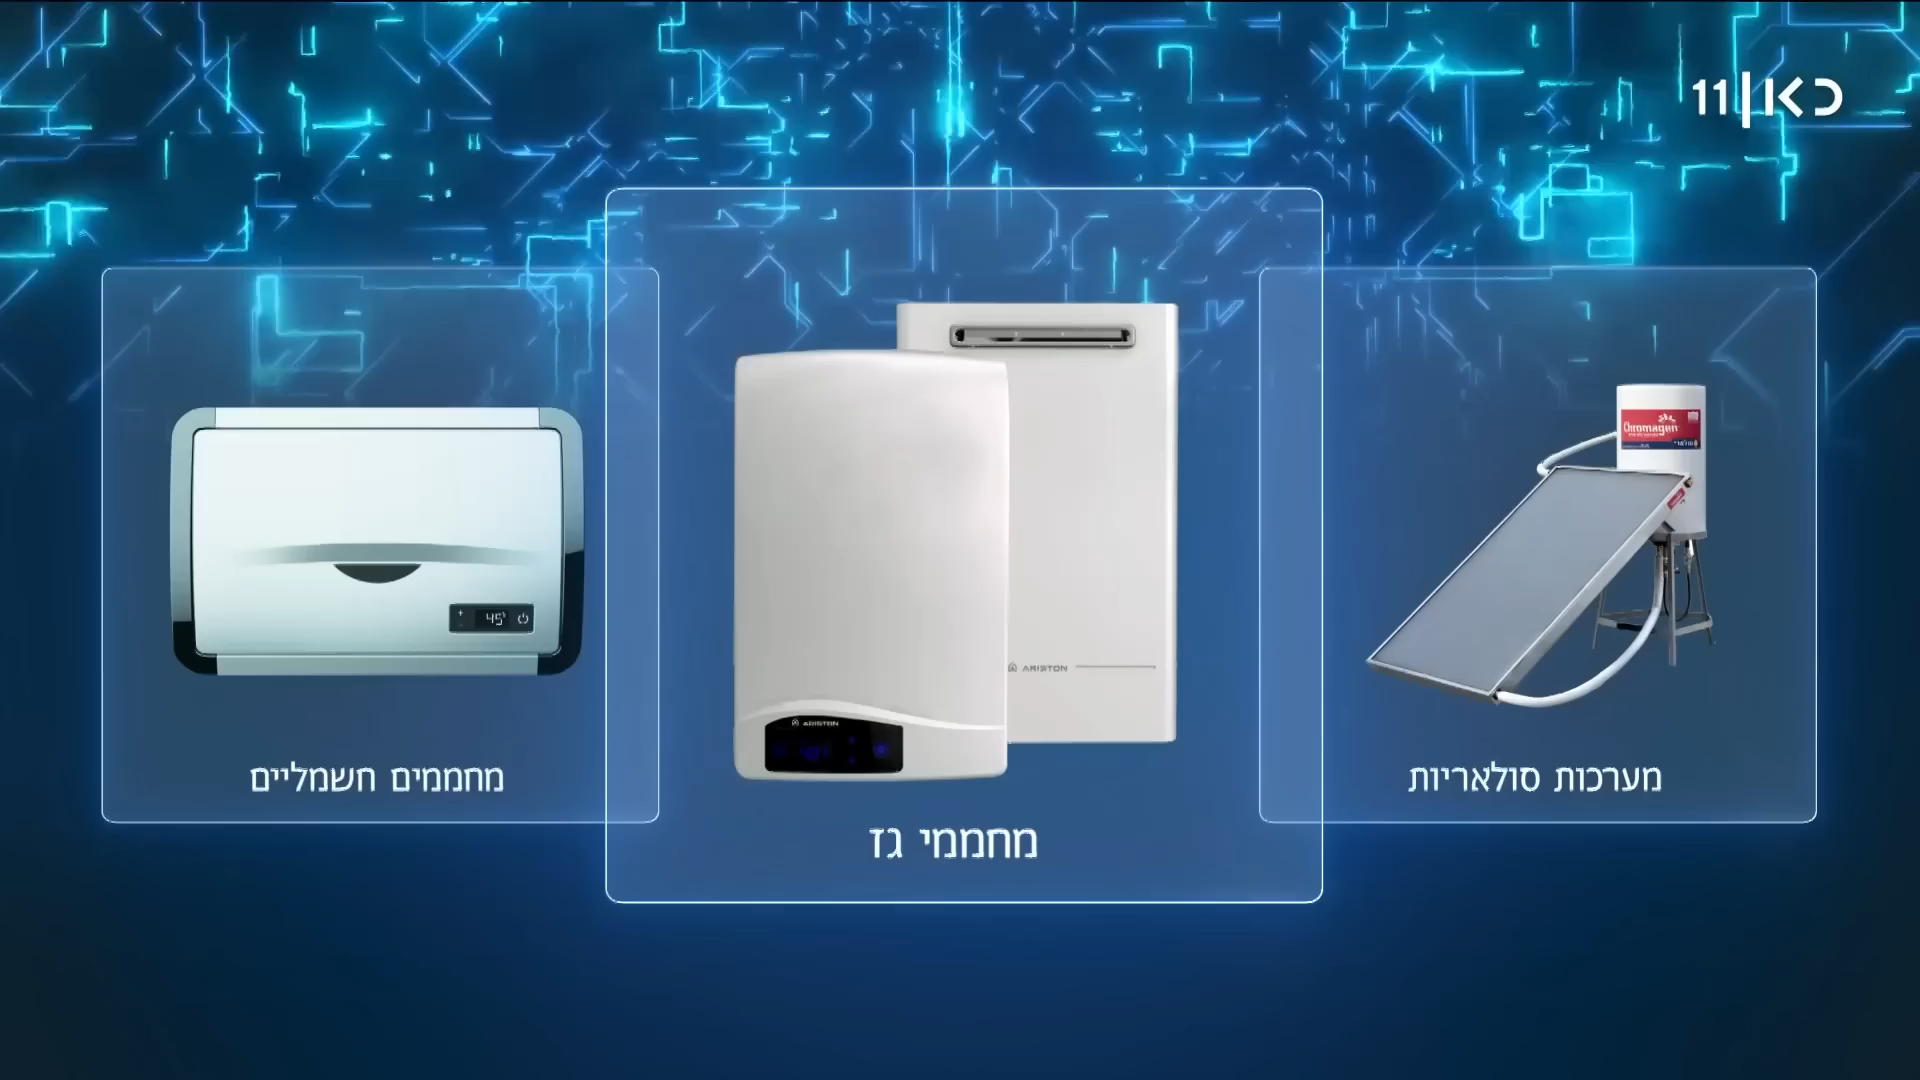 כאן 11
Chromagen
45°
ARISTON
ARISTON
מערכות סולאריות
מחממי גז
מחממים חשמליים